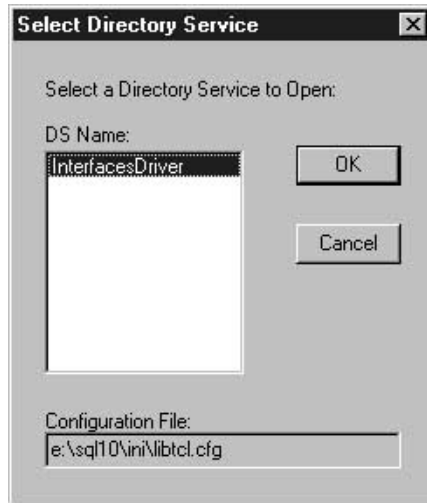 Select Directory Service
Select a Directory Service to Open:
DS Name:
InterfacesDriver
OK
Cancel
Configuration File:
e:\sql10\ini\libtcl.cfg